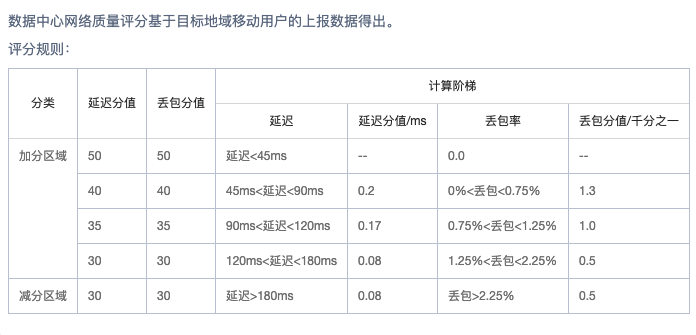 数据中心网络质量评分基于目标地域移动用户的上报数据得出。
评分规则：
分类 延迟分值 丢包分值 计算阶梯
延迟 延迟分值/ms 丢包率 丢包分值/千分之一
加分区域 50 50 延迟<45ms -- 0.0 --
40 40 45ms<延迟<90ms 0.2 0%<丢包<0.75% 1.3
35 35 90ms<延迟<120ms 0.17 0.75%<丢包<1.25% 1.0
30 30 120ms<延迟<180ms 0.08 1.25%<丢包<2.25% 0.5
减分区域 30 30 延迟>180ms 0.08 丢包>2.25% 0.5